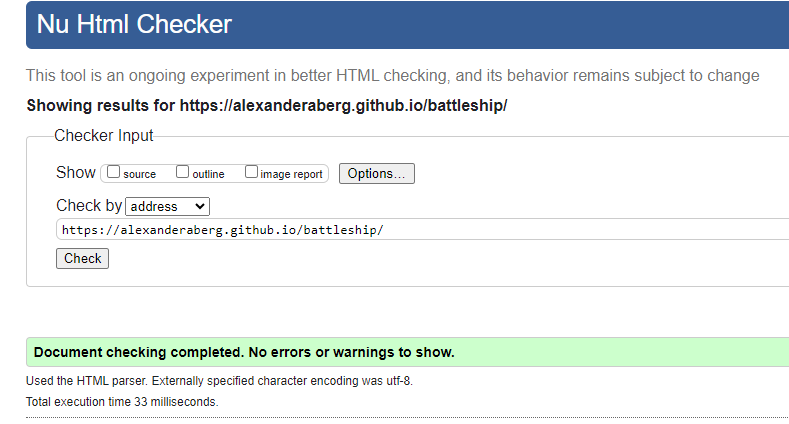 Nu Html Checker
This tool is an ongoing experiment in better HTML checking, and its behavior remains subject to change
Showing results for https://alexanderaberg.github.io/battleship/
Checker Input
Show source outline image report Options...
Check by address
https://alexanderaberg.github.io/battleship/
Check
Document checking completed. No errors or warnings to show.
Used the HTML parser. Externally specified character encoding was utf-8.
Total execution time 33 milliseconds.